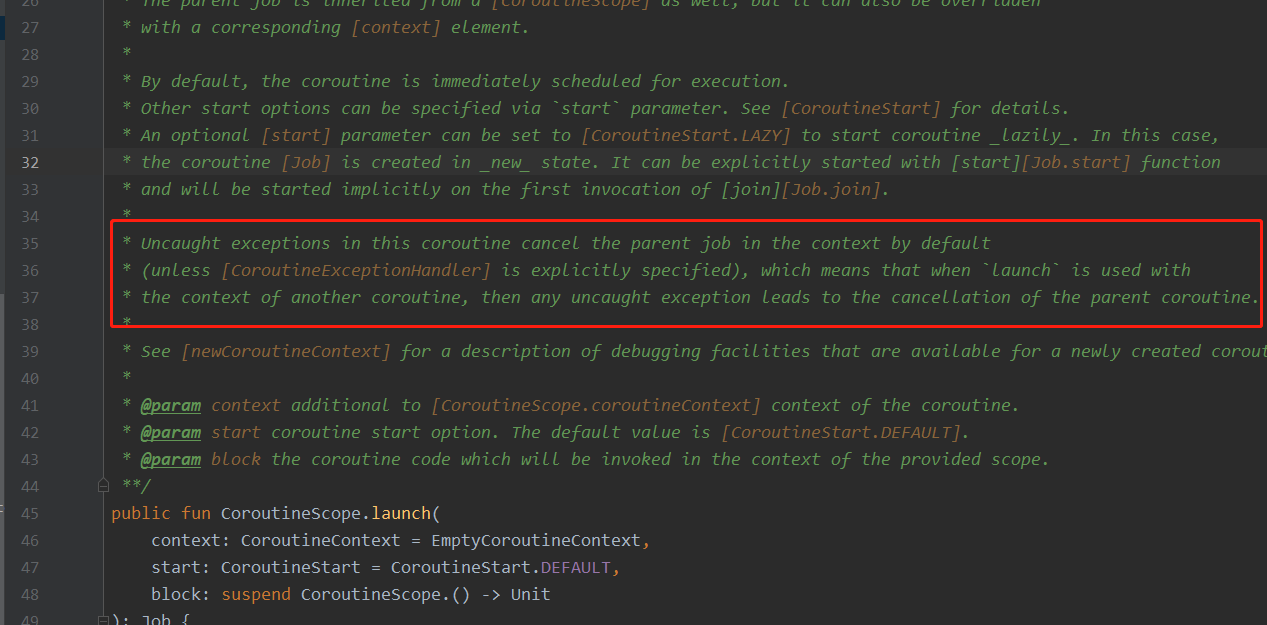 26 * The parent job is inherited from a [CoroutineScope] as well, but it can also be overridden
27 * with a corresponding [context] element.
28 *
29 * By default, the coroutine is immediately scheduled for execution.
30 * Other start options can be specified via `start` parameter. See [CoroutineStart] for details.
31 * An optional [start] parameter can be set to [CoroutineStart.LAZY] to start coroutine _lazily_. In this case,
32 * the coroutine [Job] is created in _new_ state. It can be explicitly started with [start][Job.start] function
33 * and will be started implicitly on the first invocation of [join][Job.join].
34 *
35 * Uncaught exceptions in this coroutine cancel the parent job in the context by default
36 * (unless [CoroutineExceptionHandler] is explicitly specified), which means that when `launch` is used with
37 * the context of another coroutine, then any uncaught exception leads to the cancellation of the parent coroutine.
38 *
39 * See [newCoroutineContext] for a description of debugging facilities that are available for a newly created corout
40 *
41 * @param context additional to [CoroutineScope.coroutineContext] context of the coroutine.
42 * @param start coroutine start option. The default value is [CoroutineStart.DEFAULT].
43 * @param block the coroutine code which will be invoked in the context of the provided scope.
44 **/
45 public fun CoroutineScope.launch(
46 context: CoroutineContext = EmptyCoroutineContext,
47 start: CoroutineStart = CoroutineStart.DEFAULT,
48 block: suspend CoroutineScope.() -> Unit
49 ): Job {